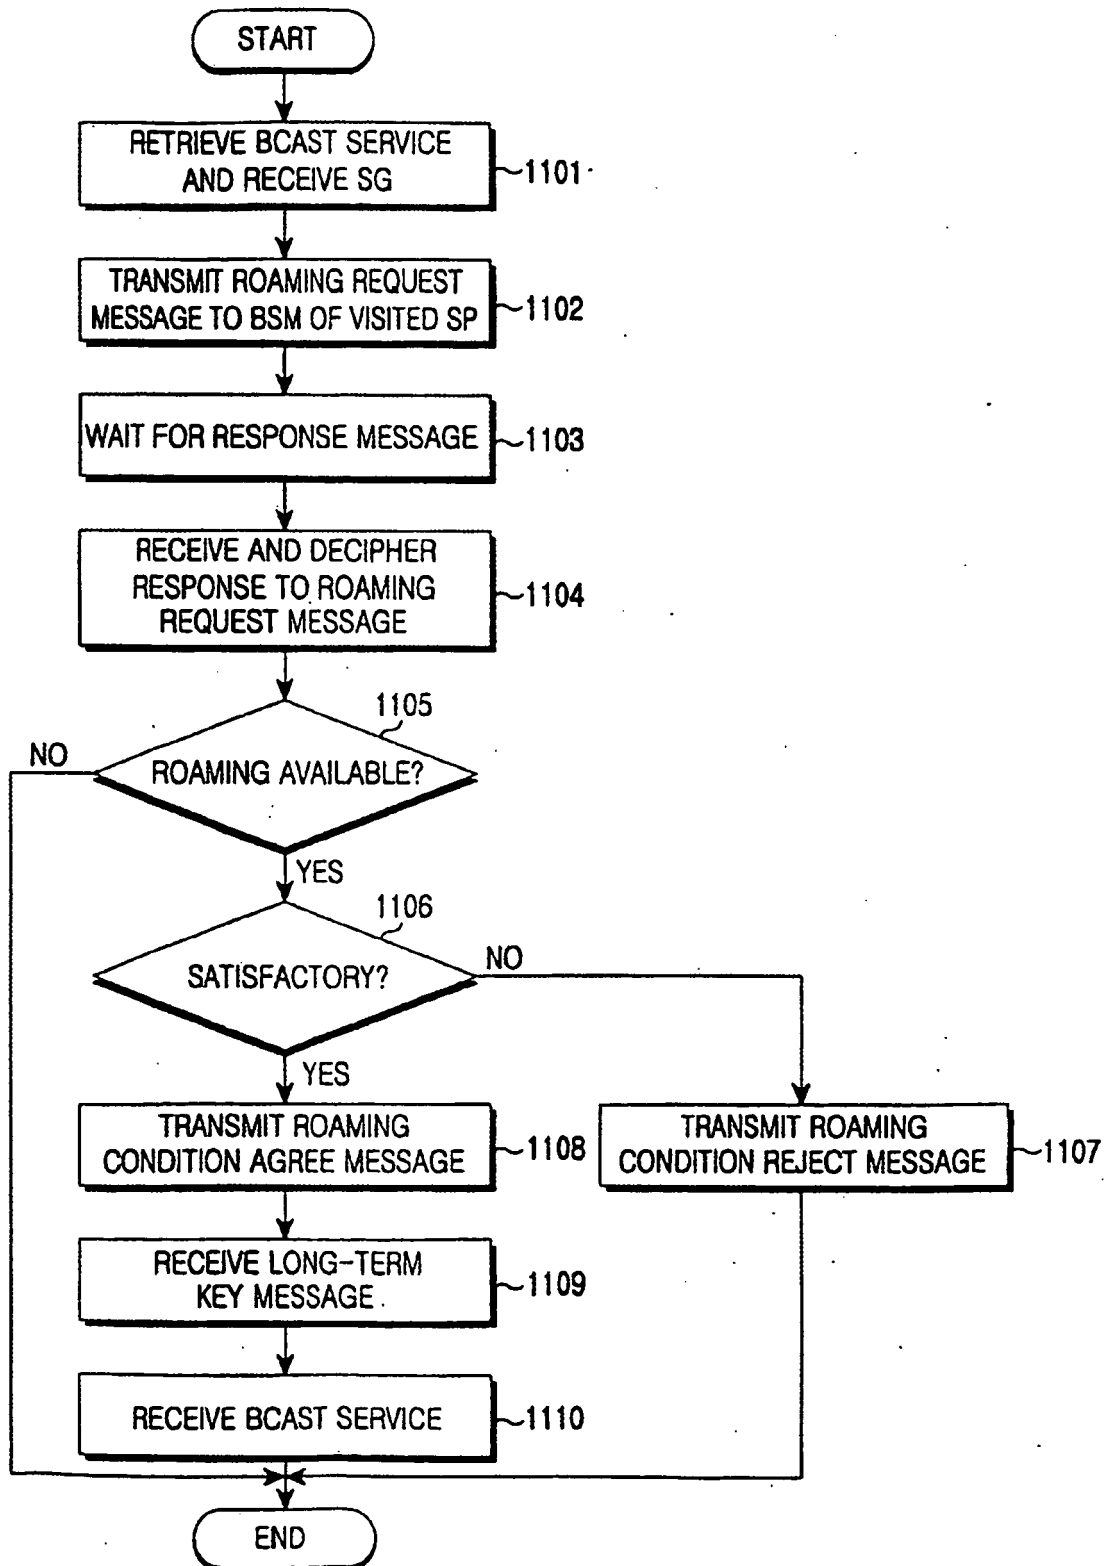 START
RETRIEVE BCAST SERVICE
AND RECEIVE SG
1101
TRANSMIT ROAMING REQUEST
MESSAGE TO BSM OF VISITED SP
1102
WAIT FOR RESPONSE MESSAGE
1103
RECEIVE AND DECIPHER
RESPONSE TO ROAMING
REQUEST MESSAGE
1104
1105
NO
ROAMING AVAILABLE?
YES
1106
SATISFACTORY?
NO
YES
TRANSMIT ROAMING
CONDITION AGREE MESSAGE
1108
TRANSMIT ROAMING
CONDITION REJECT MESSAGE
1107
RECEIVE LONG-TERM
KEY MESSAGE
1109
RECEIVE BCAST SERVICE
1110
END